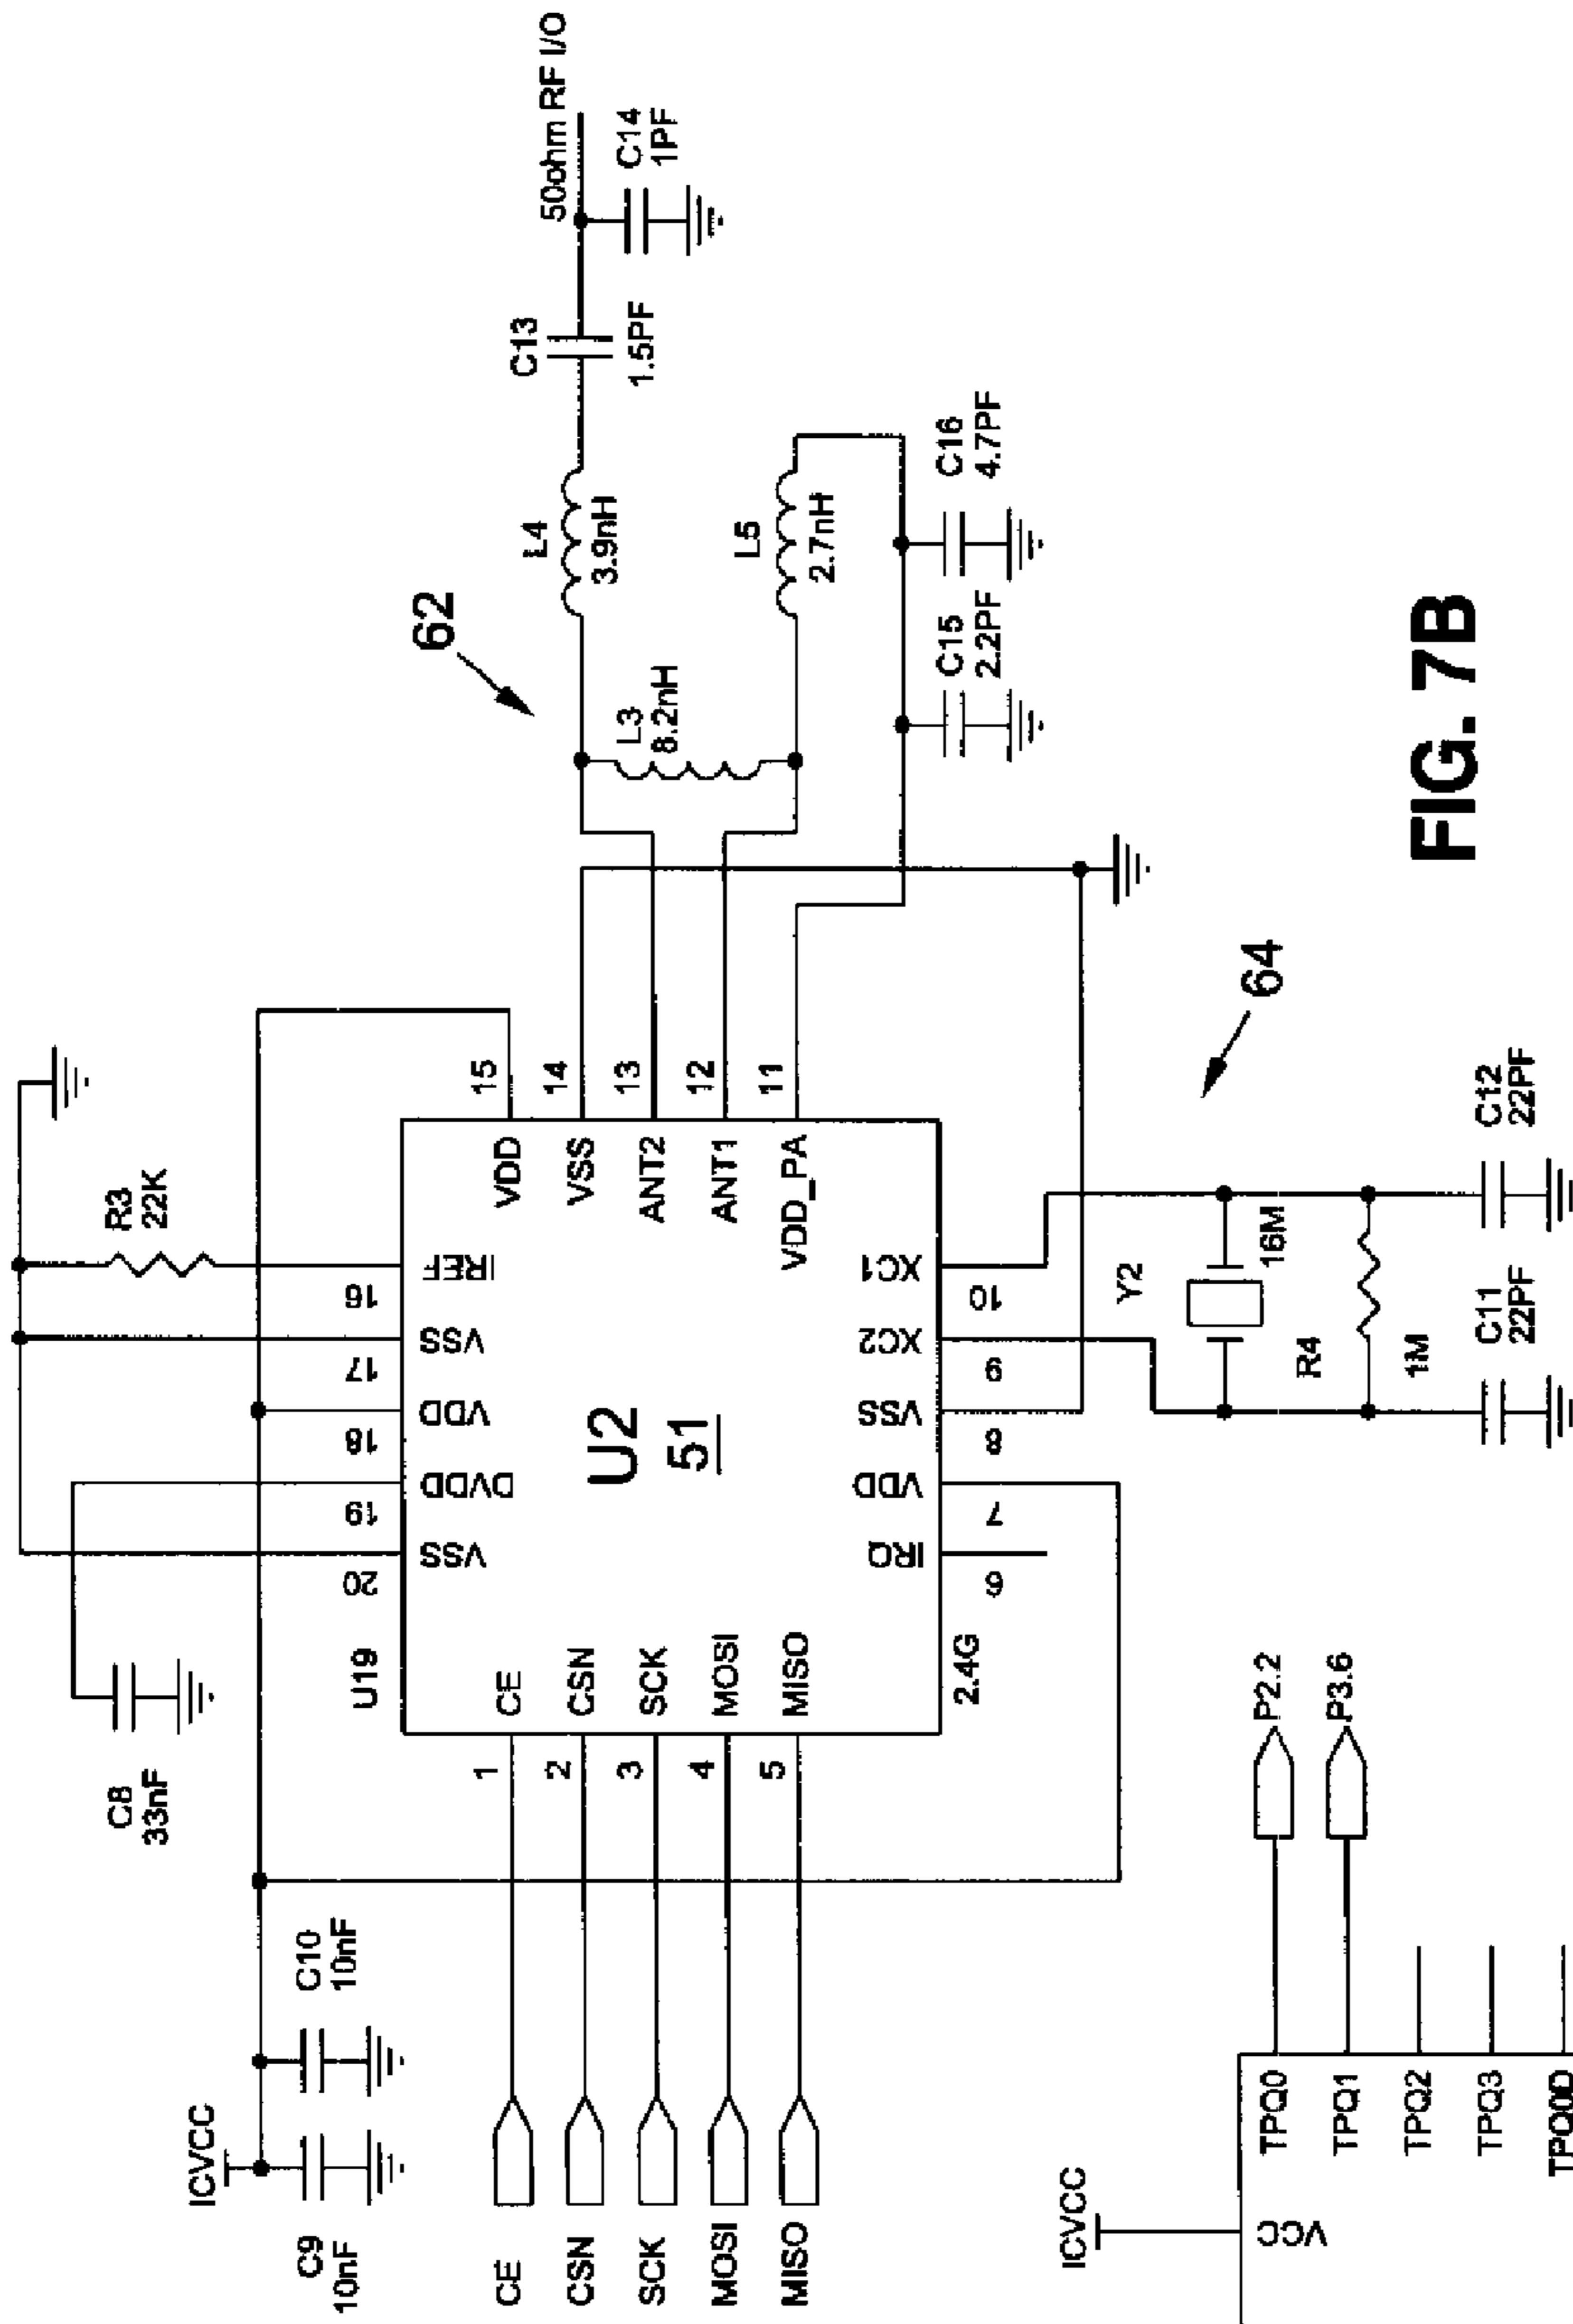 ICVCC
C9
10nF
C10
10nF
C8
33nF
R3
22K
U19
20
19
18
17
16
VSS
DVDD
VDD
VSS
IREF
CE
1
CE
CSN
2
CSN
SCK
3
SCK
MOSI
4
MOSI
MISO
5
MISO
U2
51
VDD
15
VSS
14
ANT2
13
ANT1
12
VDD_PA
11
2.4G
IRQ
VDD
VSS
XC2
XC1
6
7
8
9
10
62
L3
8.2nH
L4
3.9nH
C13
1.5PF
50ohm RF I/O
C14
1PF
L5
2.7nH
C15
2.2PF
C16
4.7PF
64
Y2
16M
R4
1M
C11
22PF
C12
22PF
ICVCC
VCC
TPQ0
P2.2
TPQ1
P3.6
TPQ2
TPQ3
TPQ0D
FIG. 7B